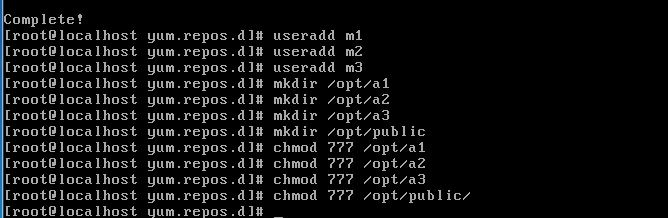 Complete!
[root@localhost yum.repos.d]# useradd m1
[root@localhost yum.repos.d]# useradd m2
[root@localhost yum.repos.d]# useradd m3
[root@localhost yum.repos.d]# mkdir /opt/a1
[root@localhost yum.repos.d]# mkdir /opt/a2
[root@localhost yum.repos.d]# mkdir /opt/a3
[root@localhost yum.repos.d]# mkdir /opt/public
[root@localhost yum.repos.d]# chmod 777 /opt/a1
[root@localhost yum.repos.d]# chmod 777 /opt/a2
[root@localhost yum.repos.d]# chmod 777 /opt/a3
[root@localhost yum.repos.d]# chmod 777 /opt/public/
[root@localhost yum.repos.d]# _